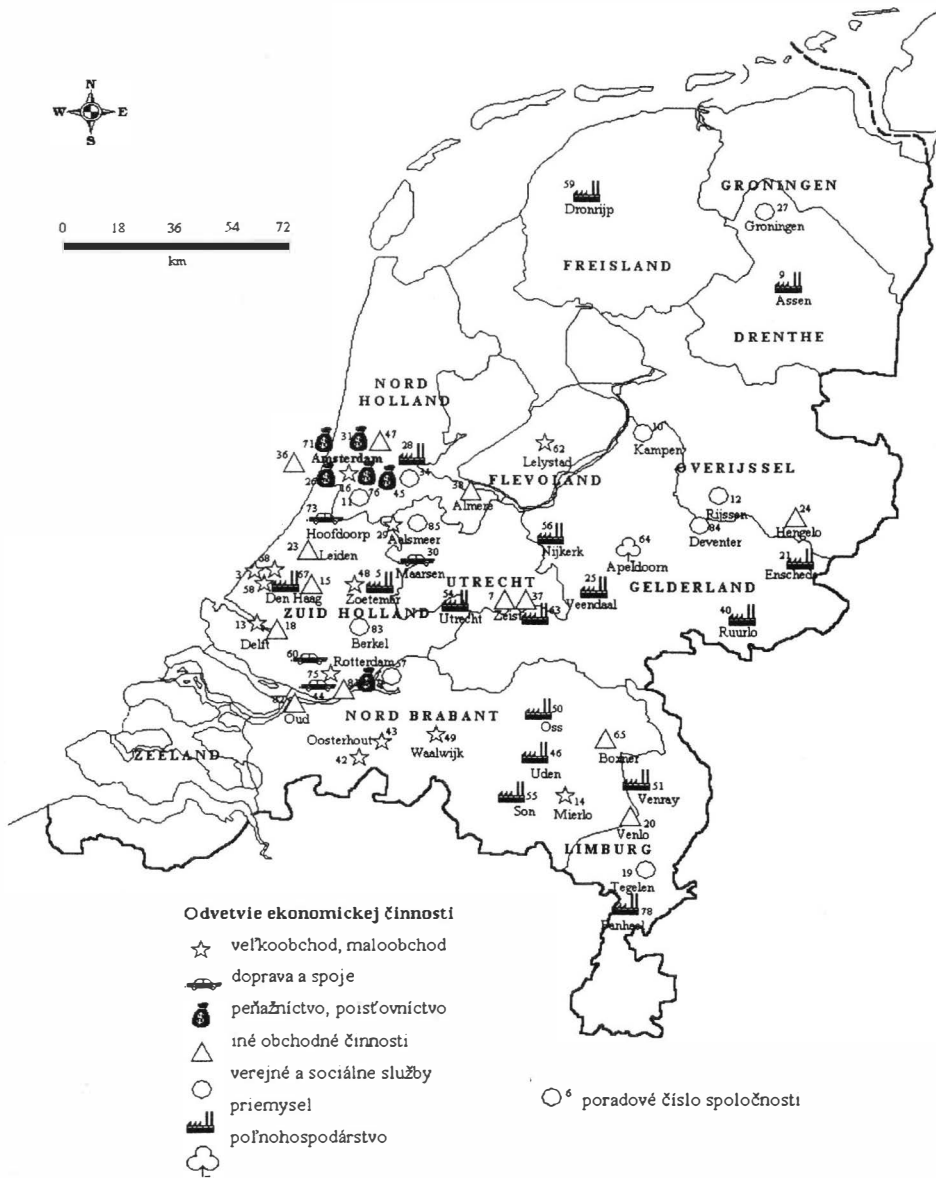 N
W E
S
0 18 36 54 72
km
59
Dronrijp
GRONINGEN
27
Groningen
FREISLAND
9
Assen
DRENTHE
NORD
HOLLAND
71
31
47
28
36
Amsterdam
26
16
76
45
34
11
38
Almere
62
Lelystad
FLEVOLAND
10
Kampen
OVERIJSSEL
12
Rijssen
84
Deventer
24
Hengelo
21
Enschede
73
Hoofdoorp
29
85
Aalsmeer
30
Maarsen
56
Nijkerk
64
Apeldoorn
GELDERLAND
23
Leiden
3
68
58
67
Den Haag
15
48
5
Zoetemar
UTRECHT
54
Utrecht
7
37
Zeist
63
25
Veendaal
40
Ruurlo
ZUID HOLLAND
13
18
Delft
83
Berkel
60
Rotterdam
75
44
57
Oud
NORD BRABANT
ZEELAND
Oosterhout
43
42
49
Waalwijk
50
Oss
46
Uden
55
Son
14
Mierlo
65
Boxmer
51
Venray
20
Venlo
LIMBURG
19
Tegelen
78
Panhael
Odvetvie ekonomickej činnosti
veľkoobchod, maloobchod
doprava a spoje
peňažníctvo, poisťovníctvo
iné obchodné činnosti
verejné a sociálne služby
priemysel
poľnohospodárstvo
6 poradové číslo spoločnosti